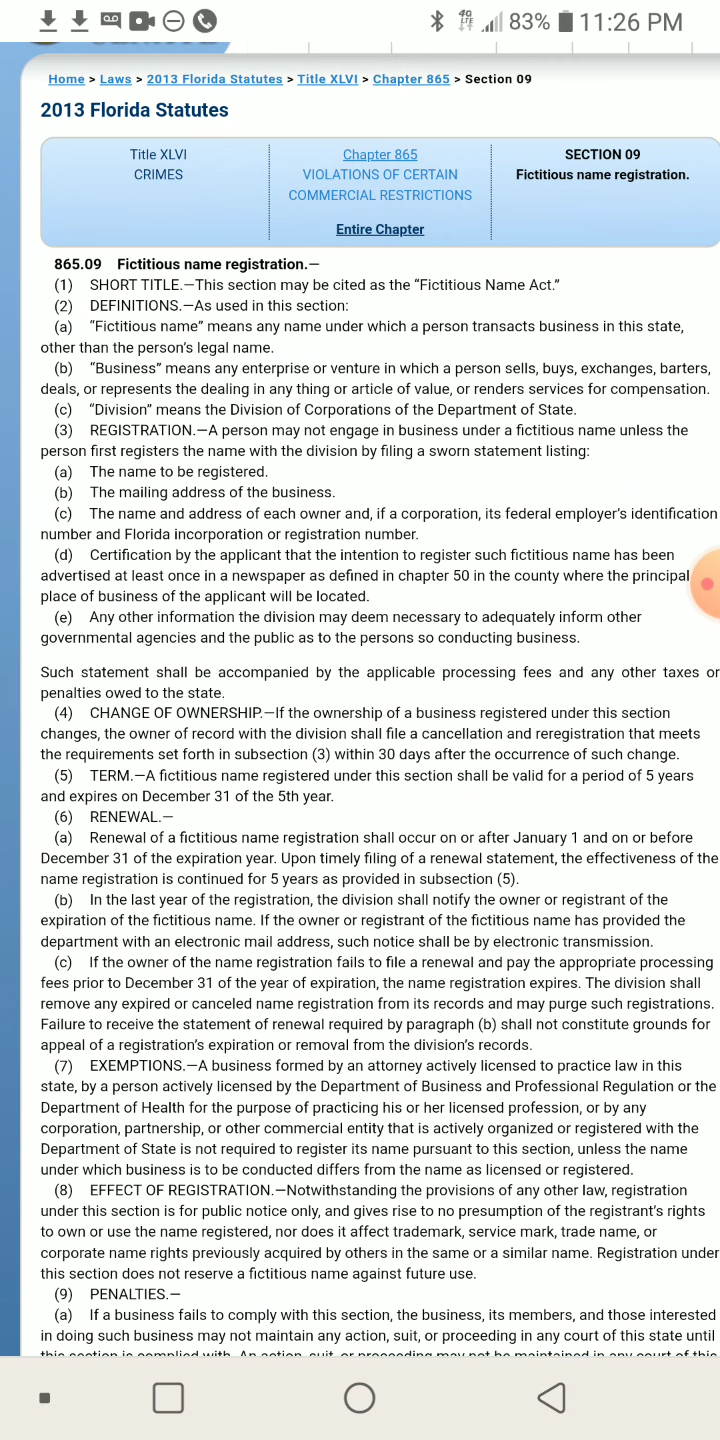 4G
LTE
83%
11:26 PM
Home > Laws > 2013 Florida Statutes > Title XLVI > Chapter 865 > Section 09
2013 Florida Statutes
Title XLVI
CRIMES
Chapter 865
VIOLATIONS OF CERTAIN
COMMERCIAL RESTRICTIONS
Entire Chapter
SECTION 09
Fictitious name registration.
865.09 Fictitious name registration.—
(1) SHORT TITLE.—This section may be cited as the “Fictitious Name Act.”
(2) DEFINITIONS.—As used in this section:
(a) “Fictitious name” means any name under which a person transacts business in this state,
other than the person’s legal name.
(b) “Business” means any enterprise or venture in which a person sells, buys, exchanges, barters,
deals, or represents the dealing in any thing or article of value, or renders services for compensation.
(c) “Division” means the Division of Corporations of the Department of State.
(3) REGISTRATION.—A person may not engage in business under a fictitious name unless the
person first registers the name with the division by filing a sworn statement listing:
(a) The name to be registered.
(b) The mailing address of the business.
(c) The name and address of each owner and, if a corporation, its federal employer’s identification
number and Florida incorporation or registration number.
(d) Certification by the applicant that the intention to register such fictitious name has been
advertised at least once in a newspaper as defined in chapter 50 in the county where the principal
place of business of the applicant will be located.
(e) Any other information the division may deem necessary to adequately inform other
governmental agencies and the public as to the persons so conducting business.
Such statement shall be accompanied by the applicable processing fees and any other taxes or
penalties owed to the state.
(4) CHANGE OF OWNERSHIP.—If the ownership of a business registered under this section
changes, the owner of record with the division shall file a cancellation and reregistration that meets
the requirements set forth in subsection (3) within 30 days after the occurrence of such change.
(5) TERM.—A fictitious name registered under this section shall be valid for a period of 5 years
and expires on December 31 of the 5th year.
(6) RENEWAL.—
(a) Renewal of a fictitious name registration shall occur on or after January 1 and on or before
December 31 of the expiration year. Upon timely filing of a renewal statement, the effectiveness of the
name registration is continued for 5 years as provided in subsection (5).
(b) In the last year of the registration, the division shall notify the owner or registrant of the
expiration of the fictitious name. If the owner or registrant of the fictitious name has provided the
department with an electronic mail address, such notice shall be by electronic transmission.
(c) If the owner of the name registration fails to file a renewal and pay the appropriate processing
fees prior to December 31 of the year of expiration, the name registration expires. The division shall
remove any expired or canceled name registration from its records and may purge such registrations.
Failure to receive the statement of renewal required by paragraph (b) shall not constitute grounds for
appeal of a registration’s expiration or removal from the division’s records.
(7) EXEMPTIONS.—A business formed by an attorney actively licensed to practice law in this
state, by a person actively licensed by the Department of Business and Professional Regulation or the
Department of Health for the purpose of practicing his or her licensed profession, or by any
corporation, partnership, or other commercial entity that is actively organized or registered with the
Department of State is not required to register its name pursuant to this section, unless the name
under which business is to be conducted differs from the name as licensed or registered.
(8) EFFECT OF REGISTRATION.—Notwithstanding the provisions of any other law, registration
under this section is for public notice only, and gives rise to no presumption of the registrant’s rights
to own or use the name registered, nor does it affect trademark, service mark, trade name, or
corporate name rights previously acquired by others in the same or a similar name. Registration under
this section does not reserve a fictitious name against future use.
(9) PENALTIES.—
(a) If a business fails to comply with this section, the business, its members, and those interested
in doing such business may not maintain any action, suit, or proceeding in any court of this state until
this section is complied with. An action, suit, or proceeding may not be maintained in any court of this